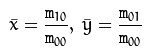 x̄ = m₁₀/m₀₀, ȳ = m₀₁/m₀₀